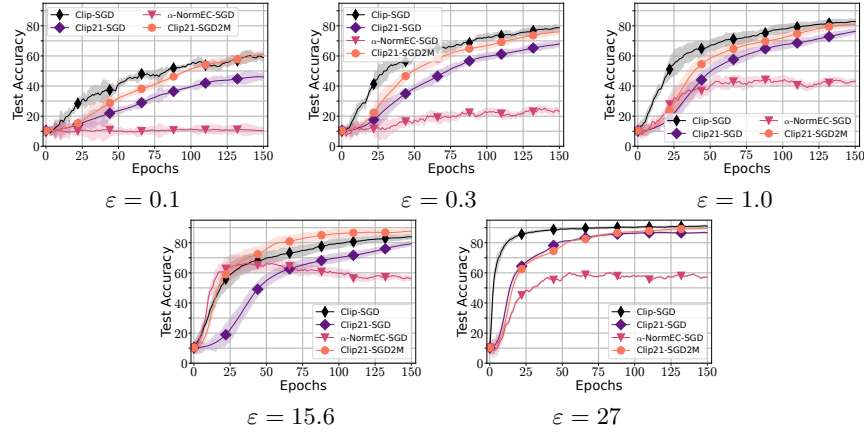 Clip-SGD
Clip21-SGD
α-NormEC-SGD
Clip21-SGD2M
Test Accuracy
80
60
40
20
0
0 25 50 75 100 125 150
Epochs
ε = 0.1
Clip-SGD
Clip21-SGD
α-NormEC-SGD
Clip21-SGD2M
Test Accuracy
80
60
40
20
0
0 25 50 75 100 125 150
Epochs
ε = 0.3
Clip-SGD
Clip21-SGD
α-NormEC-SGD
Clip21-SGD2M
Test Accuracy
80
60
40
20
0
0 25 50 75 100 125 150
Epochs
ε = 1.0
Clip-SGD
Clip21-SGD
α-NormEC-SGD
Clip21-SGD2M
Test Accuracy
80
60
40
20
0
0 25 50 75 100 125 150
Epochs
ε = 15.6
Clip-SGD
Clip21-SGD
α-NormEC-SGD
Clip21-SGD2M
Test Accuracy
80
60
40
20
0
0 25 50 75 100 125 150
Epochs
ε = 27